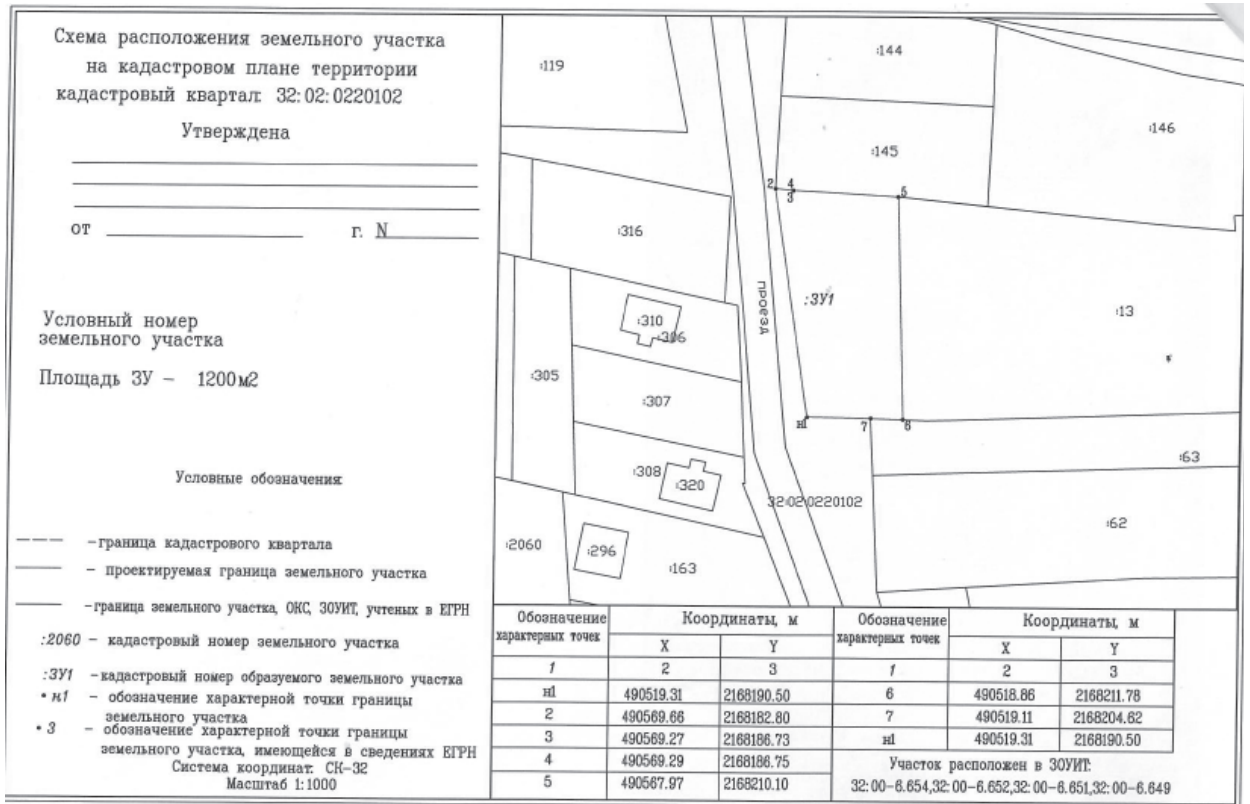 Схема расположения земельного участка
на кадастровом плане территории
кадастровый квартал: 32:02:0220102
Утверждена
от г. N
Условный номер
земельного участка
Площадь ЗУ – 1200м2
Условные обозначения:
–граница кадастрового квартала
– проектируемая граница земельного участка
–граница земельного участка, ОКС, ЗОУИТ, учтеных в ЕГРН
:2060 – кадастровый номер земельного участка
:ЗУ1 –кадастровый номер образуемого земельного участка
• н1 – обозначение характерной точки границы
земельного участка
• 3 – обозначение характерной точки границы
земельного участка, имеющейся в сведениях ЕГРН
Система координат: СК-32
Масштаб 1:1000
:119
:144
:146
:145
2 4
3
5
:316
проезд
:ЗУ1
:13
:310
:306
:305
:307
н1
7
6
:308
:320
:63
32:02:0220102
:62
:2060
:296
:163
Обозначение характерных точек Координаты, м Обозначение характерных точек Координаты, м
X Y X Y
1 2 3 1 2 3
н1 490519.31 2168190.50 6 490518.86 2168211.78
2 490569.66 2168182.80 7 490519.11 2168204.62
3 490569.27 2168186.73 н1 490519.31 2168190.50
4 490569.29 2168186.75 Участок расположен в ЗОУИТ:
5 490567.97 2168210.10 32:00-6.654,32:00-6.652,32:00-6.651,32:00-6.649